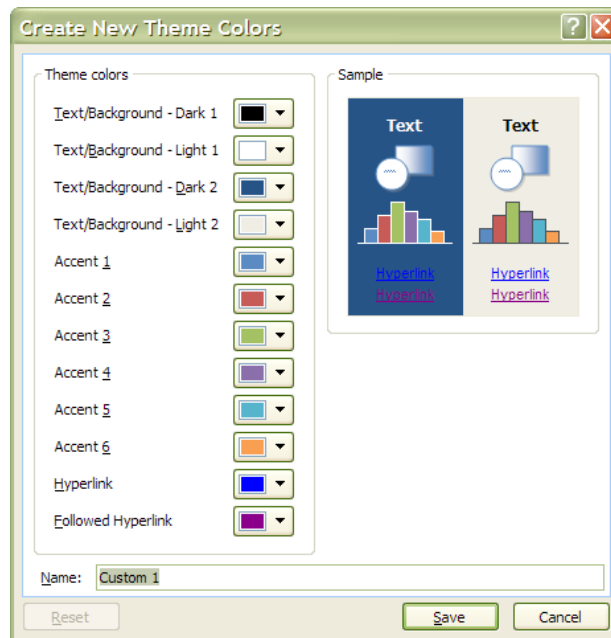 Create New Theme Colors
Theme colors
Text/Background - Dark 1
Text/Background - Light 1
Text/Background - Dark 2
Text/Background - Light 2
Accent 1
Accent 2
Accent 3
Accent 4
Accent 5
Accent 6
Hyperlink
Followed Hyperlink
Sample
Text Text
Hyperlink Hyperlink
Hyperlink Hyperlink
Name: Custom 1
Reset Save Cancel